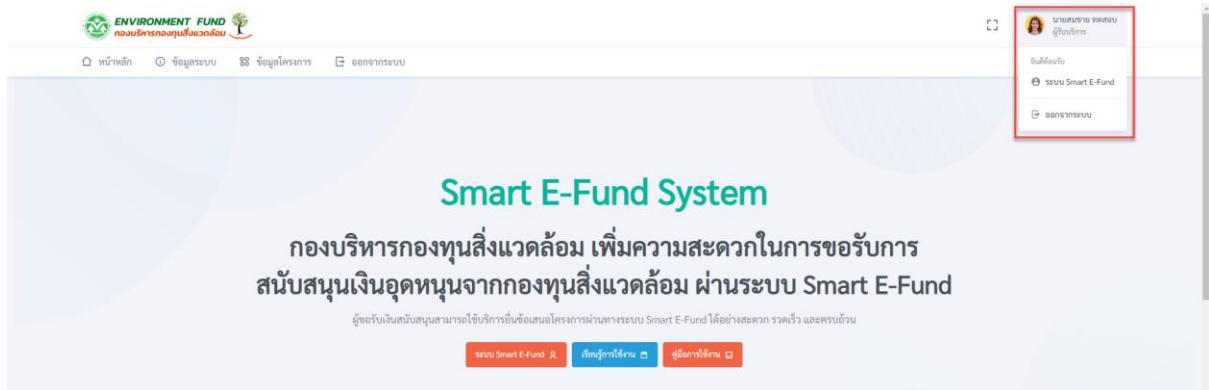 ENVIRONMENT FUND
กองบริหารกองทุนสิ่งแวดล้อม
นายสมชาย ทดสอบ
ผู้รับบริการ
หน้าหลัก ข้อมูลระบบ ข้อมูลโครงการ ออกจากระบบ
ยินดีต้อนรับ
ระบบ Smart E-Fund
ออกจากระบบ
Smart E-Fund System
กองบริหารกองทุนสิ่งแวดล้อม เพิ่มความสะดวกในการขอรับการ
สนับสนุนเงินอุดหนุนจากกองทุนสิ่งแวดล้อม ผ่านระบบ Smart E-Fund
ผู้ขอรับเงินสนับสนุนสามารถใช้บริการยื่นข้อเสนอโครงการผ่านทางระบบ Smart E-Fund ได้อย่างสะดวก รวดเร็ว และครบถ้วน
ระบบ Smart E-Fund เรียนรู้การใช้งาน คู่มือการใช้งาน